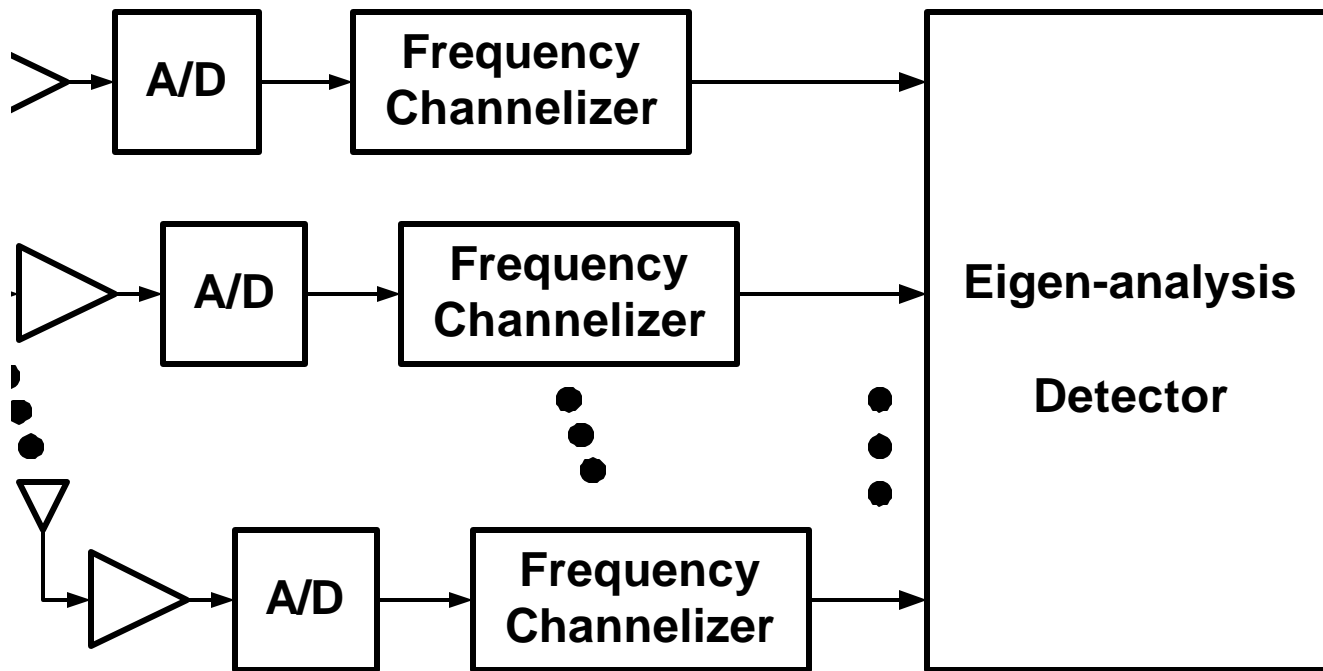 A/D
Frequency
Channelizer
A/D
Frequency
Channelizer
Eigen-analysis
Detector
A/D
Frequency
Channelizer